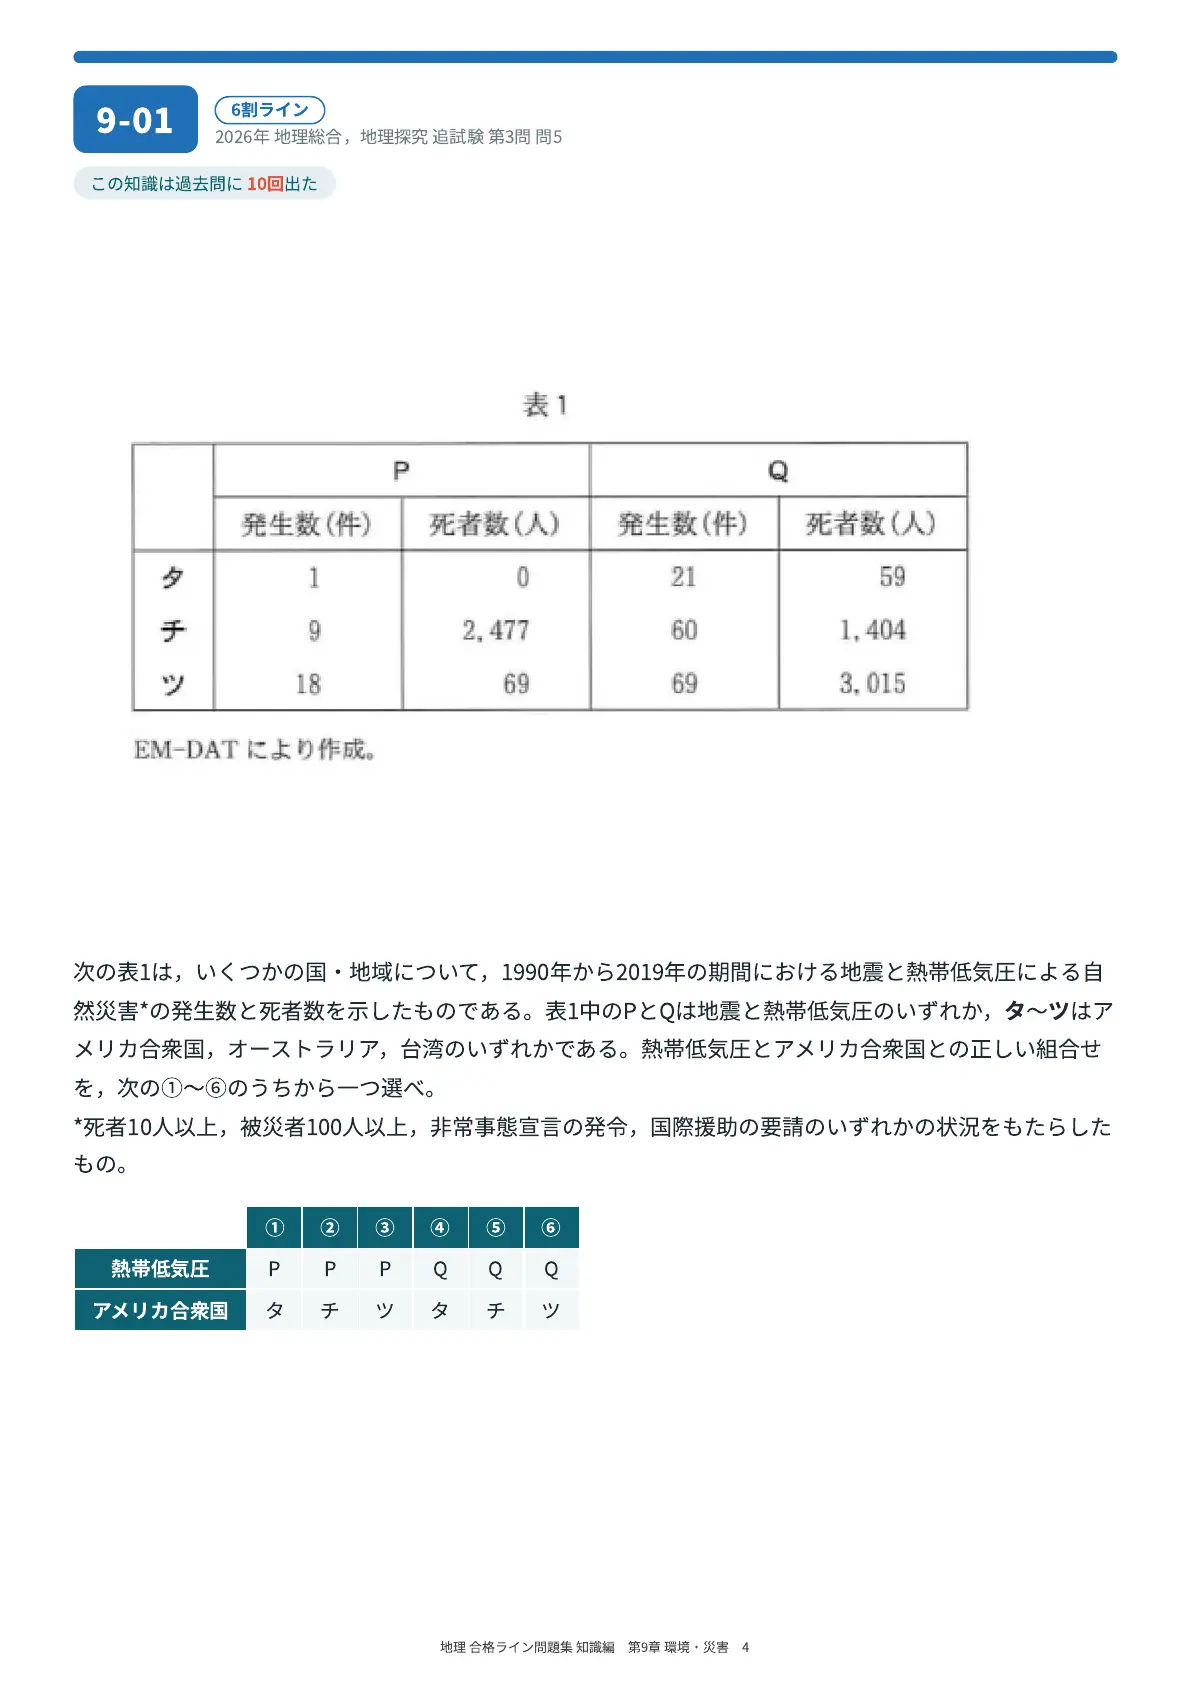 9-01
6割ライン
2026年 地理総合，地理探究 追試験 第3問 問5
この知識は過去問に 10回出た
表1
P Q
発生数(件) 死者数(人) 発生数(件) 死者数(人)
タ 1 0 21 59
チ 9 2,477 60 1,404
ツ 18 69 69 3,015
EM-DATにより作成。
次の表1は，いくつかの国・地域について，1990年から2019年の期間における地震と熱帯低気圧による自
然災害*の発生数と死者数を示したものである。表1中のPとQは地震と熱帯低気圧のいずれか，タ～ツはア
メリカ合衆国，オーストラリア，台湾のいずれかである。熱帯低気圧とアメリカ合衆国との正しい組合せ
を，次の①～⑥のうちから一つ選べ。
*死者10人以上，被災者100人以上，非常事態宣言の発令，国際援助の要請のいずれかの状況をもたらした
もの。
① ② ③ ④ ⑤ ⑥
熱帯低気圧 P P P Q Q Q
アメリカ合衆国 タ チ ツ タ チ ツ
地理 合格ライン問題集 知識編　第9章 環境・災害　4